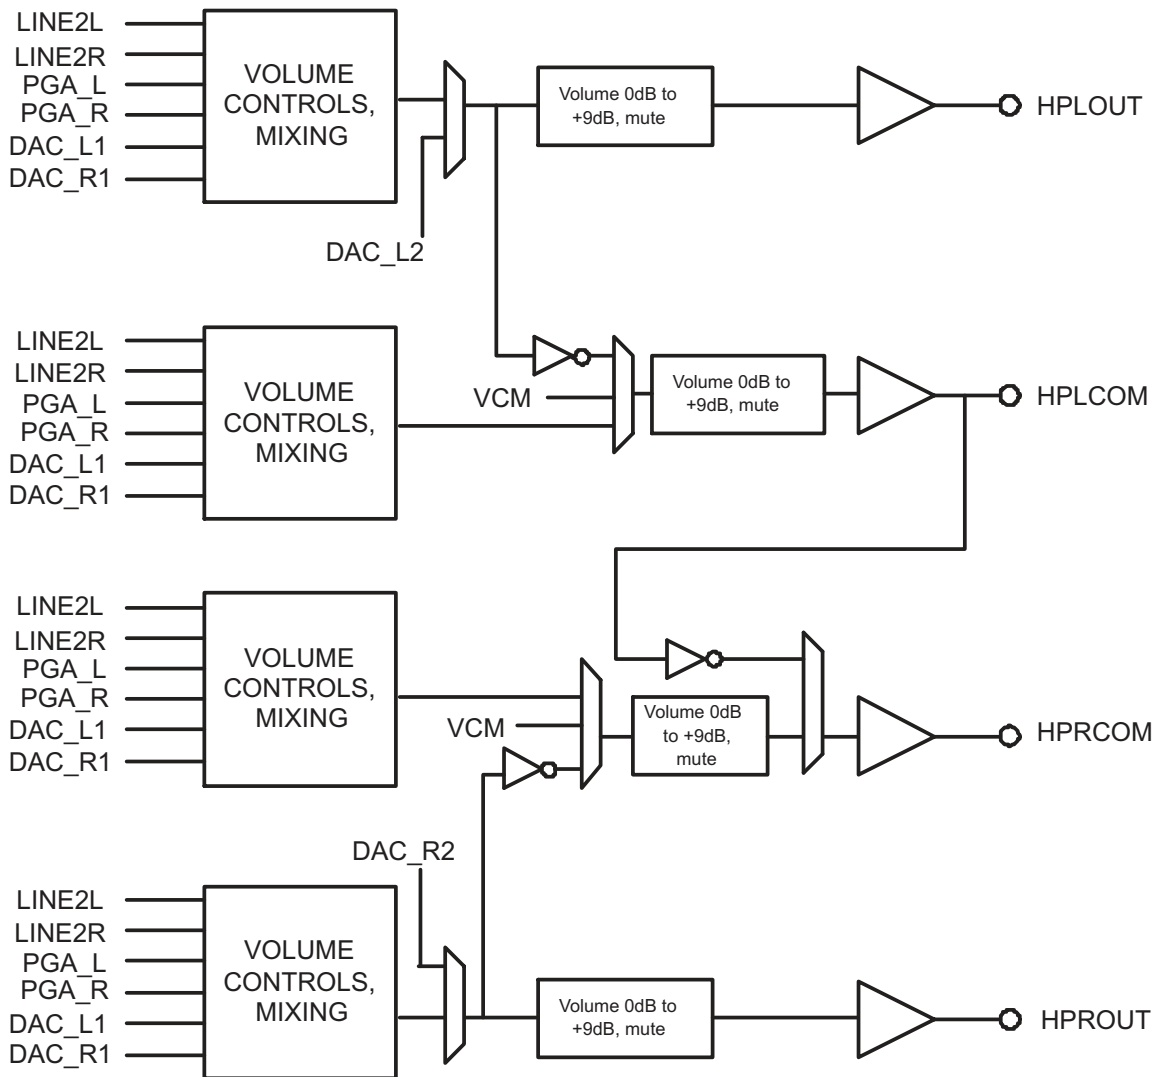 LINE2L
LINE2R
PGA_L
PGA_R
DAC_L1
DAC_R1
VOLUME
CONTROLS,
MIXING
DAC_L2
Volume 0dB to
+9dB, mute
HPLOUT
LINE2L
LINE2R
PGA_L
PGA_R
DAC_L1
DAC_R1
VOLUME
CONTROLS,
MIXING
VCM
Volume 0dB to
+9dB, mute
HPLCOM
LINE2L
LINE2R
PGA_L
PGA_R
DAC_L1
DAC_R1
VOLUME
CONTROLS,
MIXING
VCM
Volume 0dB
to +9dB,
mute
HPRCOM
DAC_R2
LINE2L
LINE2R
PGA_L
PGA_R
DAC_L1
DAC_R1
VOLUME
CONTROLS,
MIXING
Volume 0dB to
+9dB, mute
HPROUT